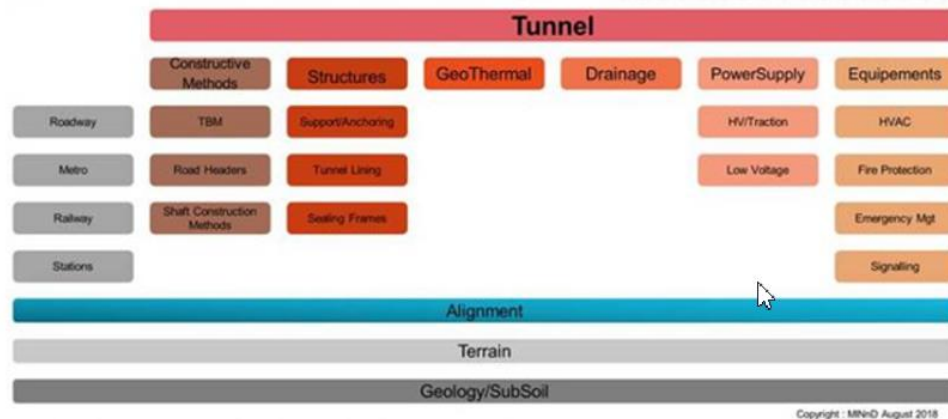 Tunnel
Constructive
Methods
Structures
GeoThermal
Drainage
PowerSupply
Equipements
Roadway
TBM
Support/Anchoring
HV/Traction
HVAC
Metro
Road Headers
Tunnel Lining
Low Voltage
Fire Protection
Railway
Shaft Construction
Methods
Sealing Frames
Emergency Mgt
Stations
Signalling
Alignment
Terrain
Geology/SubSoil
Copyright : MINnD August 2018